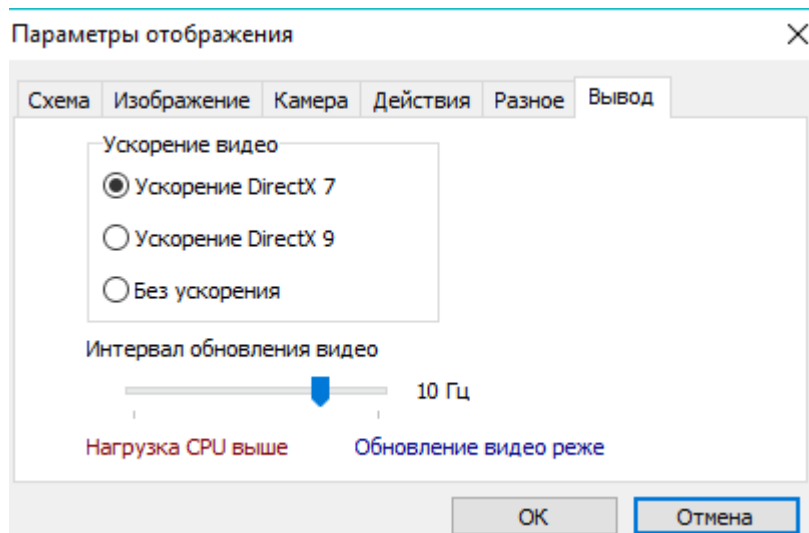 Параметры отображения
Схема Изображение Камера Действия Разное Вывод
Ускорение видео
Ускорение DirectX 7
Ускорение DirectX 9
Без ускорения
Интервал обновления видео
10 Гц
Нагрузка CPU выше Обновление видео реже
OK Отмена